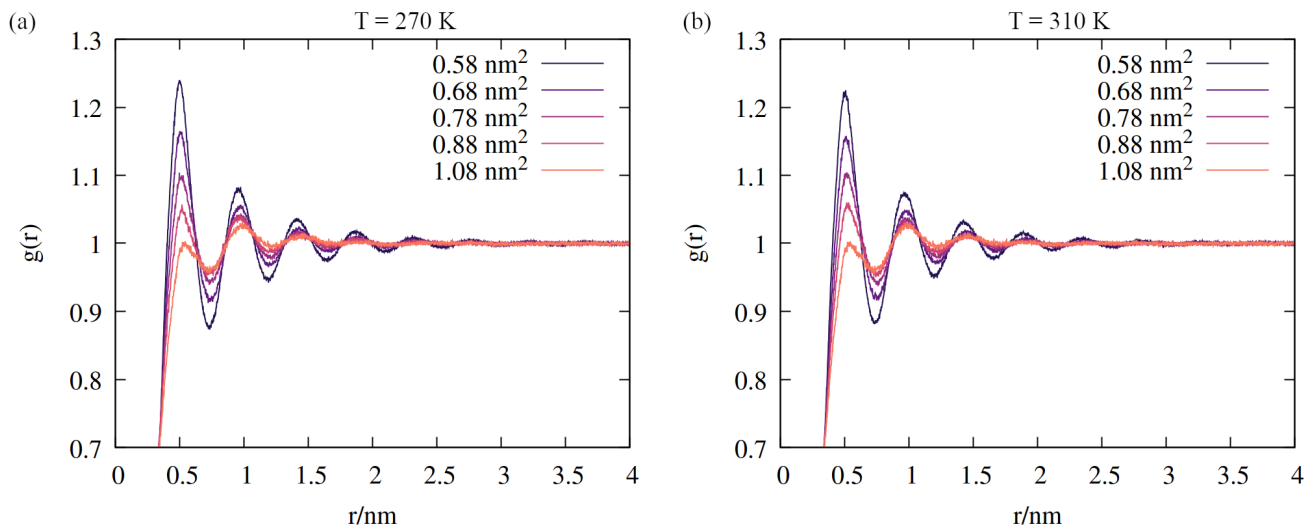 (a)
T = 270 K
1.3
1.2
1.1
1
0.9
0.8
0.7
g(r)
0.58 nm²
0.68 nm²
0.78 nm²
0.88 nm²
1.08 nm²
0 0.5 1 1.5 2 2.5 3 3.5 4
r/nm
(b)
T = 310 K
1.3
1.2
1.1
1
0.9
0.8
0.7
g(r)
0.58 nm²
0.68 nm²
0.78 nm²
0.88 nm²
1.08 nm²
0 0.5 1 1.5 2 2.5 3 3.5 4
r/nm